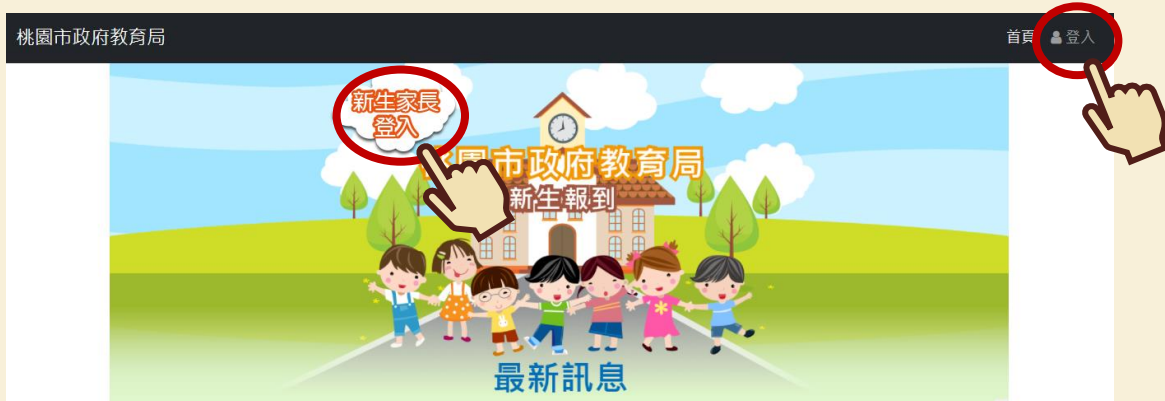 桃園市政府教育局
首頁 登入
新生家長
登入
桃園市政府教育局
新生報到
最新訊息